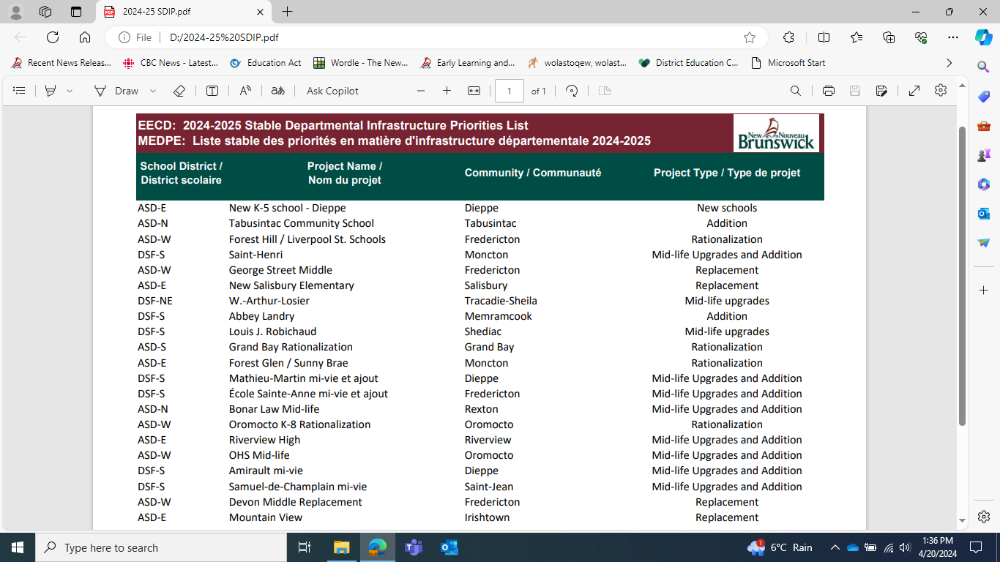 2024-25 SDIP.pdf
File D:/2024-25%20SDIP.pdf
Recent News Releas... CBC News - Latest... Education Act Wordle - The New... Early Learning and... wolastoqew, wolast... District Education C... Microsoft Start
Draw Ask Copilot 1 of 1
EECD: 2024-2025 Stable Departmental Infrastructure Priorities List
MEDPE: Liste stable des priorités en matière d'infrastructure départementale 2024-2025
New Nouveau
Brunswick
School District / District scolaire
Project Name / Nom du projet
Community / Communauté
Project Type / Type de projet
ASD-E New K-5 school - Dieppe Dieppe New schools
ASD-N Tabusintac Community School Tabusintac Addition
ASD-W Forest Hill / Liverpool St. Schools Fredericton Rationalization
DSF-S Saint-Henri Moncton Mid-life Upgrades and Addition
ASD-W George Street Middle Fredericton Replacement
ASD-E New Salisbury Elementary Salisbury Replacement
DSF-NE W.-Arthur-Losier Tracadie-Sheila Mid-life upgrades
DSF-S Abbey Landry Memramcook Addition
DSF-S Louis J. Robichaud Shediac Mid-life upgrades
ASD-S Grand Bay Rationalization Grand Bay Rationalization
ASD-E Forest Glen / Sunny Brae Moncton Rationalization
DSF-S Mathieu-Martin mi-vie et ajout Dieppe Mid-life Upgrades and Addition
DSF-S École Sainte-Anne mi-vie et ajout Fredericton Mid-life Upgrades and Addition
ASD-N Bonar Law Mid-life Rexton Mid-life Upgrades and Addition
ASD-W Oromocto K-8 Rationalization Oromocto Rationalization
ASD-E Riverview High Riverview Mid-life Upgrades and Addition
ASD-W OHS Mid-life Oromocto Mid-life Upgrades and Addition
DSF-S Amirault mi-vie Dieppe Mid-life Upgrades and Addition
DSF-S Samuel-de-Champlain mi-vie Saint-Jean Mid-life Upgrades and Addition
ASD-W Devon Middle Replacement Fredericton Replacement
ASD-E Mountain View Irishtown Replacement
Type here to search
1 6°C Rain
1:36 PM
4/20/2024